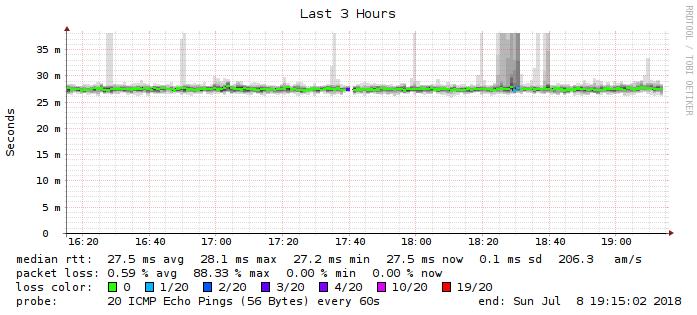 Last 3 Hours
RRDTOOL / TOBI OETIKER
Seconds
35 m
30 m
25 m
20 m
15 m
10 m
5 m
0
16:20 16:40 17:00 17:20 17:40 18:00 18:20 18:40 19:00
median rtt: 27.5 ms avg 28.1 ms max 27.2 ms min 27.5 ms now 0.1 ms sd 206.3 am/s
packet loss: 0.59 % avg 88.33 % max 0.00 % min 0.00 % now
loss color: 0 1/20 2/20 3/20 4/20 10/20 19/20
probe: 20 ICMP Echo Pings (56 Bytes) every 60s end: Sun Jul 8 19:15:02 2018